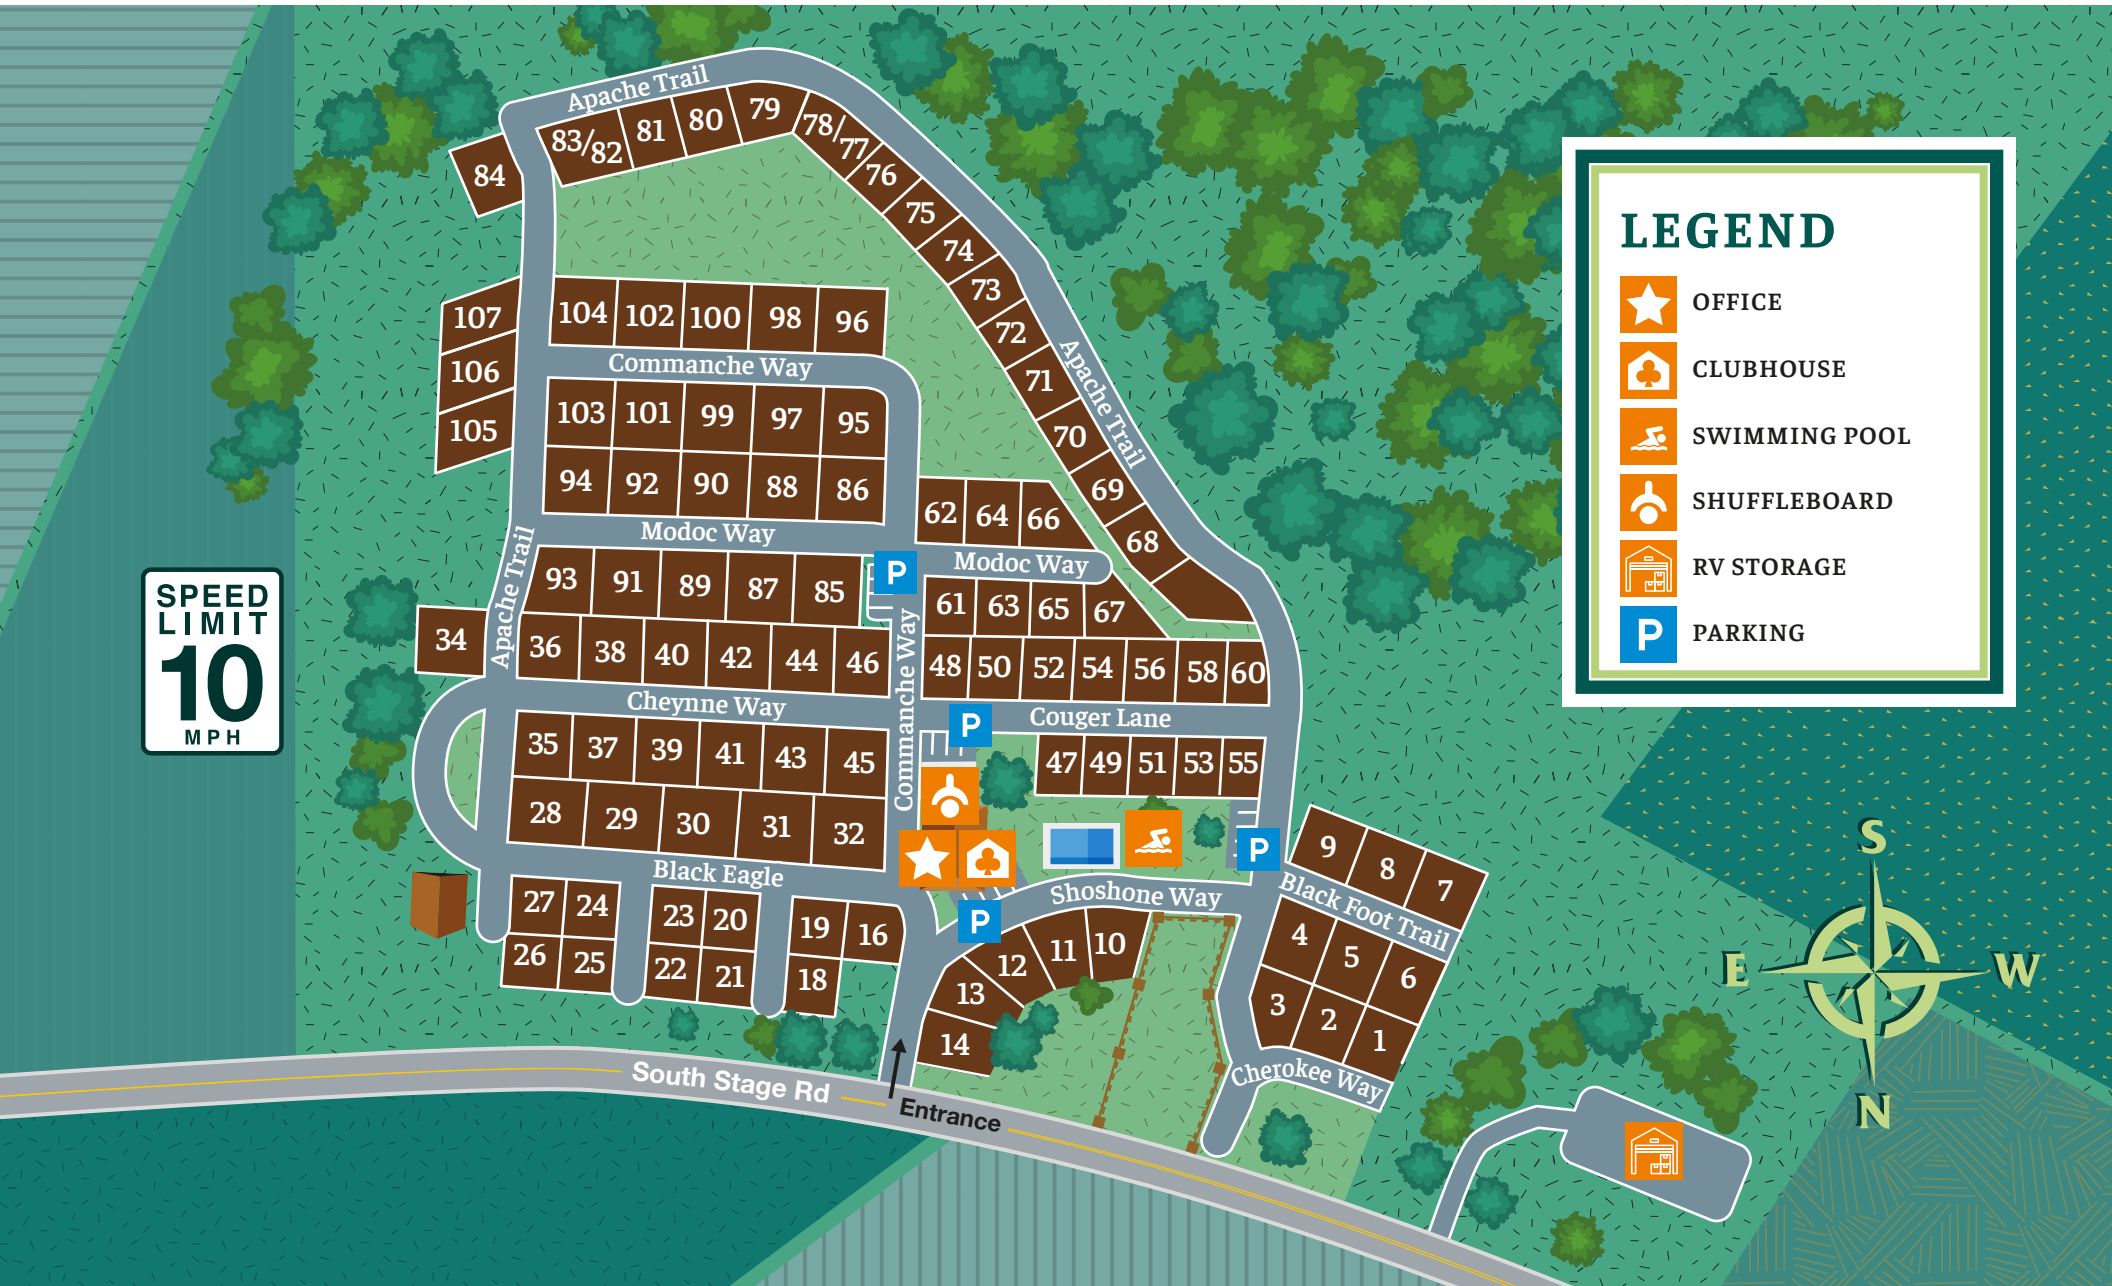 Apache Trail
79
80
81
83/82
78/77
84
76
75
74
73
72
71
70
69
68
Apache Trail
107
106
105
104 102 100 98 96
Commanche Way
103 101 99 97 95
94 92 90 88 86
Modoc Way
P
62 64 66
Modoc Way
93 91 89 87 85
61 63 65 67
Apache Trail
34
36 38 40 42 44 46
Commanche Way
48 50 52 54 56 58 60
Cheynne Way
P
Couger Lane
35 37 39 41 43 45
47 49 51 53 55
28 29 30 31 32
P
Black Eagle
Shoshone Way
P
27 24
26 25
23 20
22 21
19 16
18
10
11
12
13
14
9 8 7
Black Foot Trail
4 5 6
3 2 1
Cherokee Way
South Stage Rd
Entrance
SPEED
LIMIT
10
MPH
LEGEND
OFFICE
CLUBHOUSE
SWIMMING POOL
SHUFFLEBOARD
RV STORAGE
P PARKING
S
E W
N